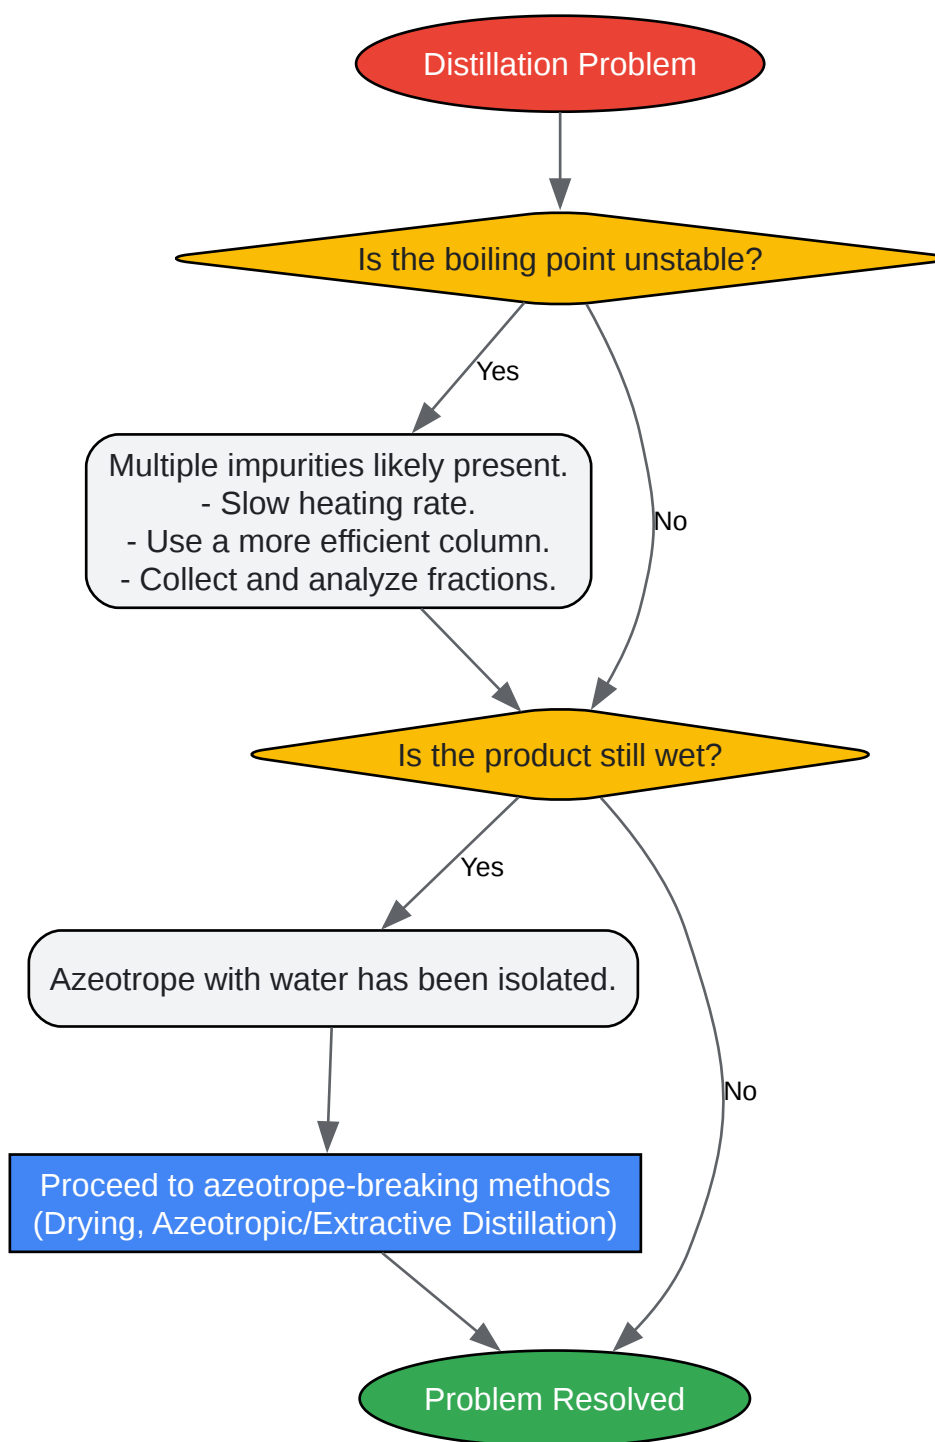 Distillation Problem
Is the boiling point unstable?
Yes
Multiple impurities likely present.
- Slow heating rate.
- Use a more efficient column.
- Collect and analyze fractions.
No
Is the product still wet?
Yes
Azeotrope with water has been isolated.
No
Proceed to azeotrope-breaking methods
(Drying, Azeotropic/Extractive Distillation)
Problem Resolved